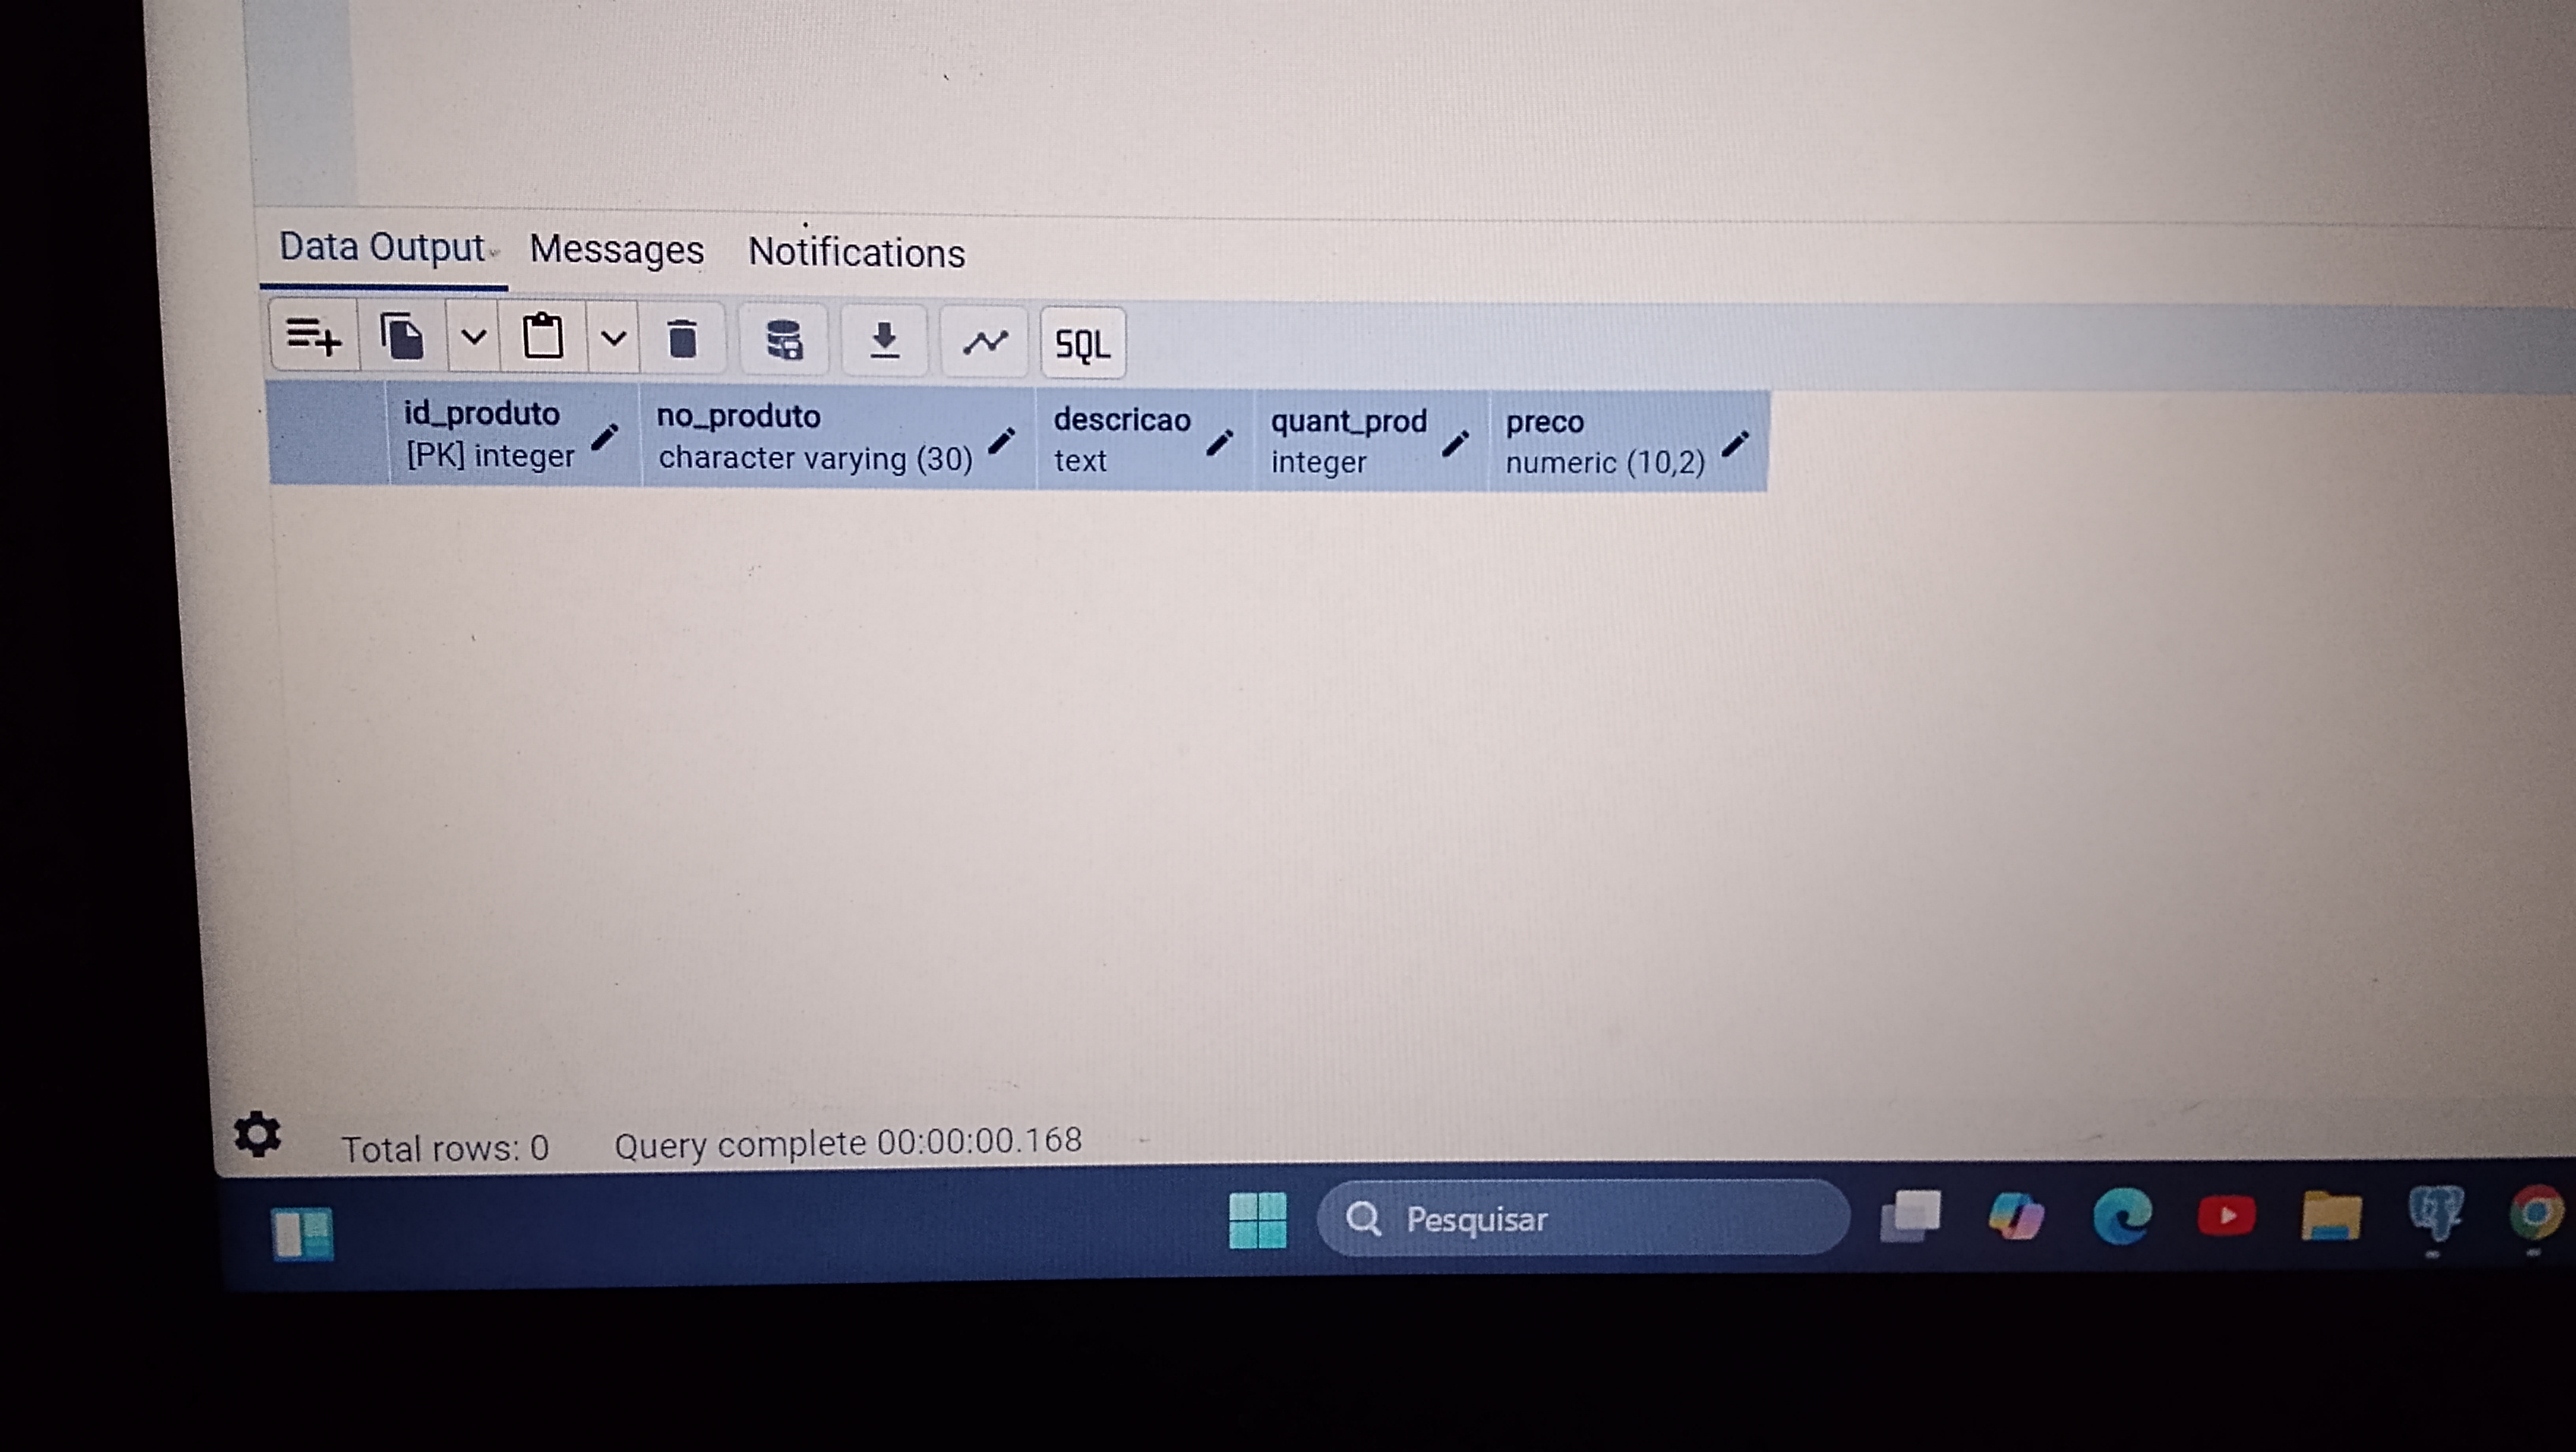 Data Output Messages Notifications
SQL
id_produto no_produto descricao quant_prod preco
[PK] integer character varying (30) text integer numeric (10,2)
Total rows: 0 Query complete 00:00:00.168
Pesquisar